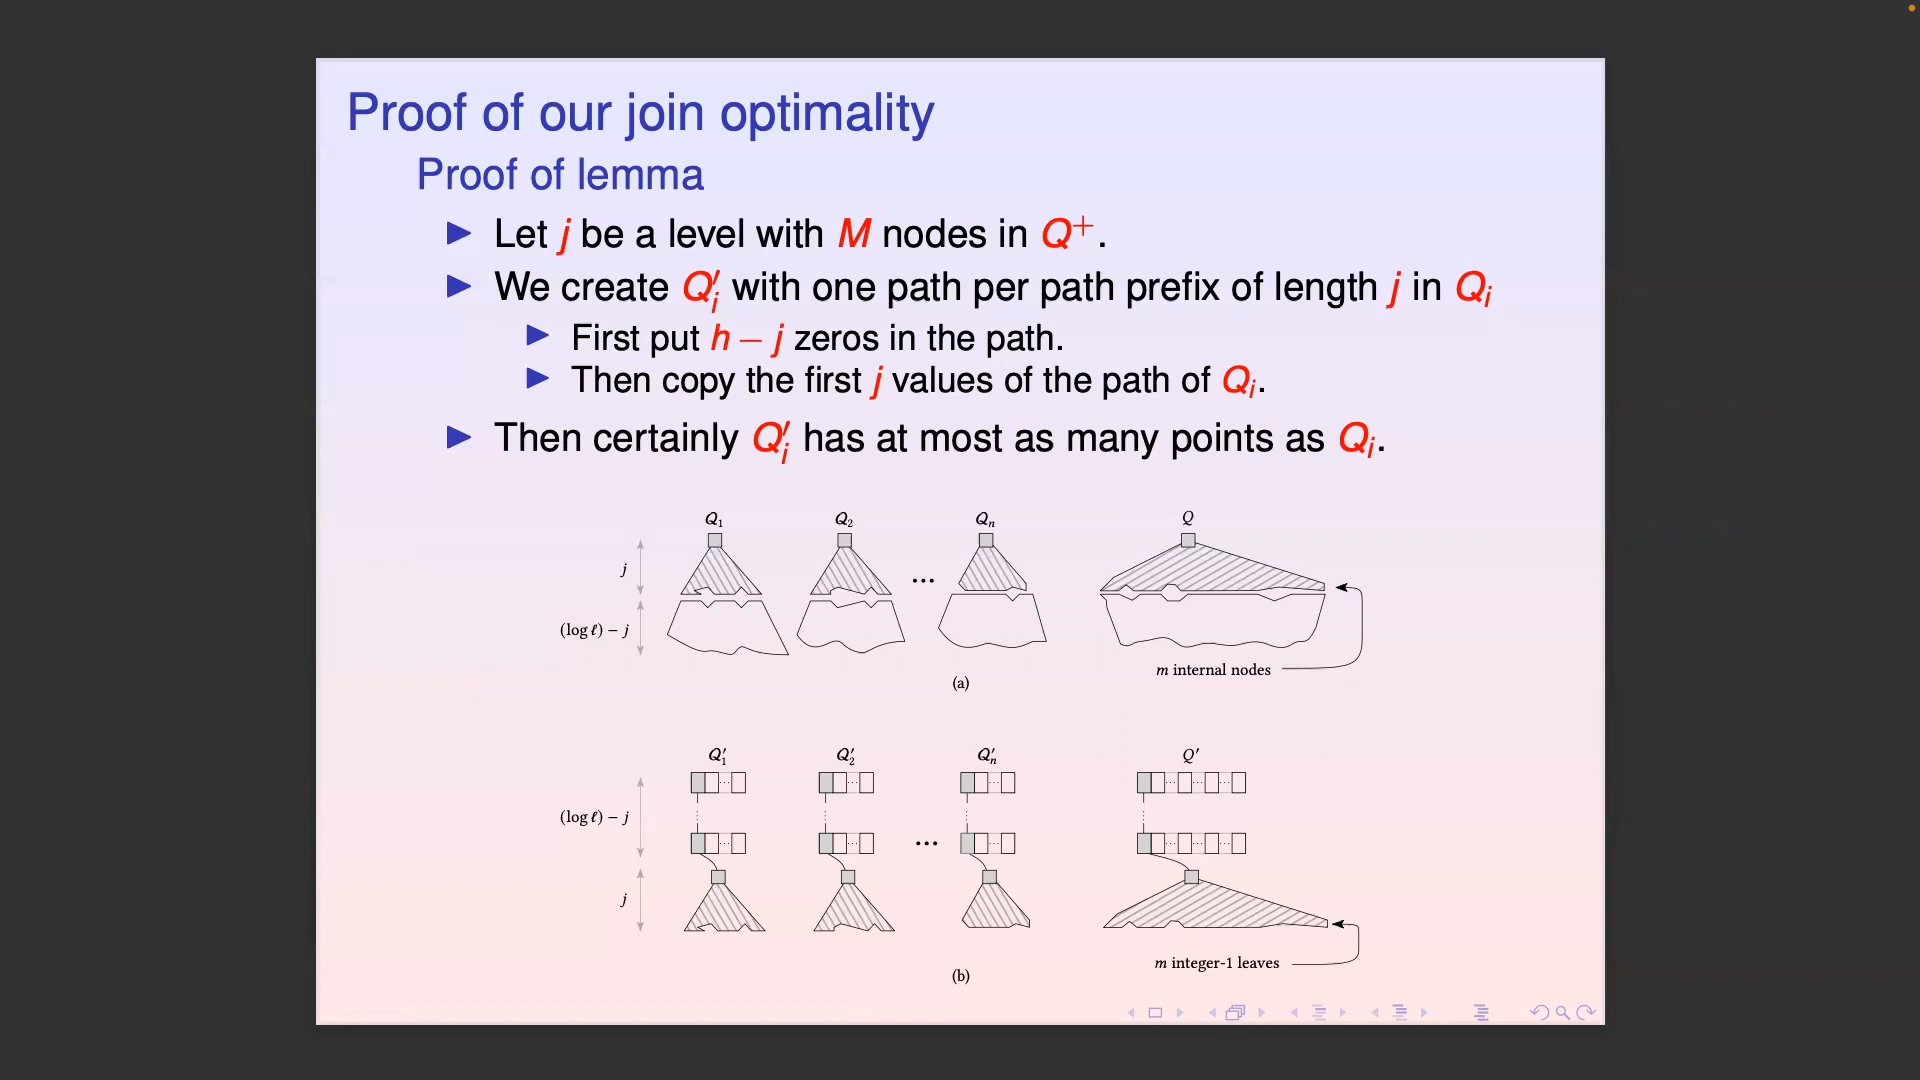 Proof of our join optimality
Proof of lemma
▶ Let j be a level with M nodes in Q⁺.
▶ We create Q′ᵢ with one path per path prefix of length j in Qᵢ
▶ First put h − j zeros in the path.
▶ Then copy the first j values of the path of Qᵢ.
▶ Then certainly Q′ᵢ has at most as many points as Qᵢ.
Q₁ Q₂ Qₙ Q
j
...
(log ℓ) − j
m internal nodes
(a)
Q′₁ Q′₂ Q′ₙ Q′
(log ℓ) − j
...
j
m integer-1 leaves
(b)